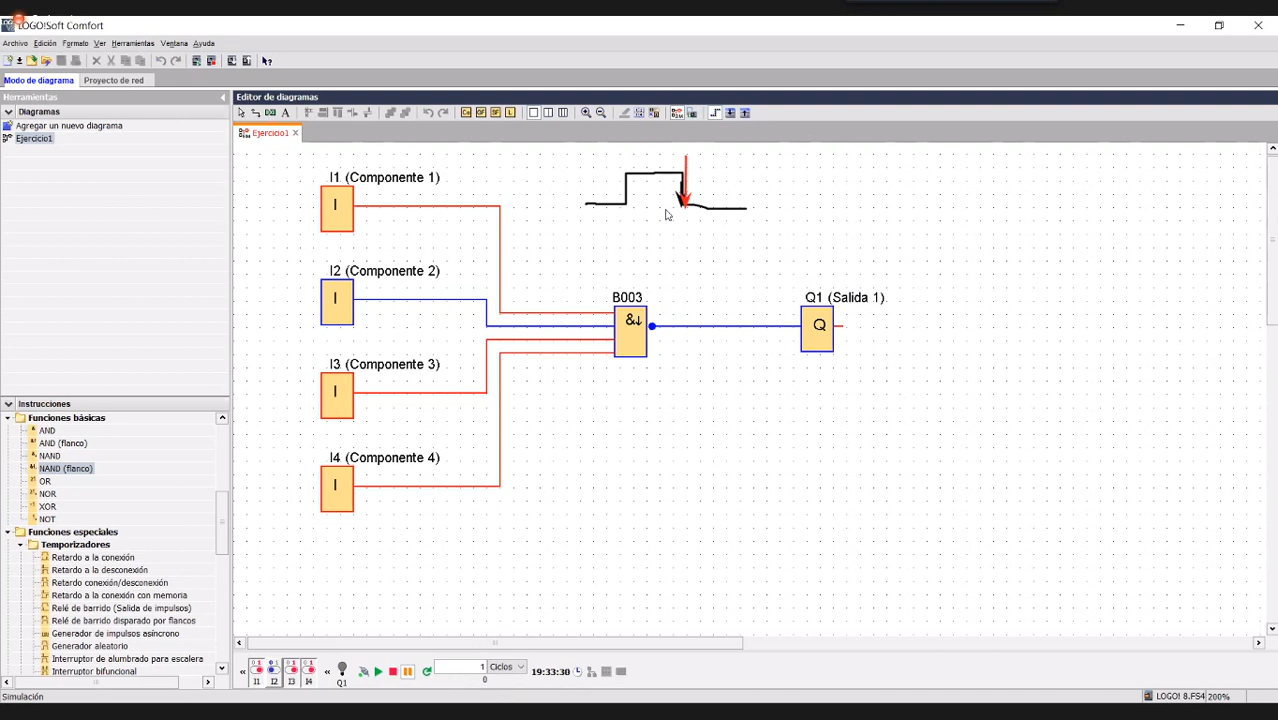 LOGO!Soft Comfort
Archivo Edición Formato Ver Herramientas Ventana Ayuda
Modo de diagrama Proyecto de red
Herramientas
Diagramas
Agregar un nuevo diagrama
Ejercicio1
Editor de diagramas
Ejercicio1
I1 (Componente 1)
I
I2 (Componente 2)
I
B003
&↓
Q1 (Salida 1)
Q
I3 (Componente 3)
I
I4 (Componente 4)
I
Instrucciones
Funciones básicas
AND
AND (flanco)
NAND
NAND (flanco)
OR
NOR
XOR
NOT
Funciones especiales
Temporizadores
Retardo a la conexión
Retardo a la desconexión
Retardo conexión/desconexión
Retardo a la conexión con memoria
Relé de barrido (Salida de impulsos)
Relé de barrido disparado por flancos
Generador de impulsos asíncrono
Generador aleatorio
Interruptor de alumbrado para escalera
Interruptor bifuncional
I1 I2 I3 I4 Q1
1 Ciclos
0
19:33:30
Simulación
LOGO! 8.FS4 200%